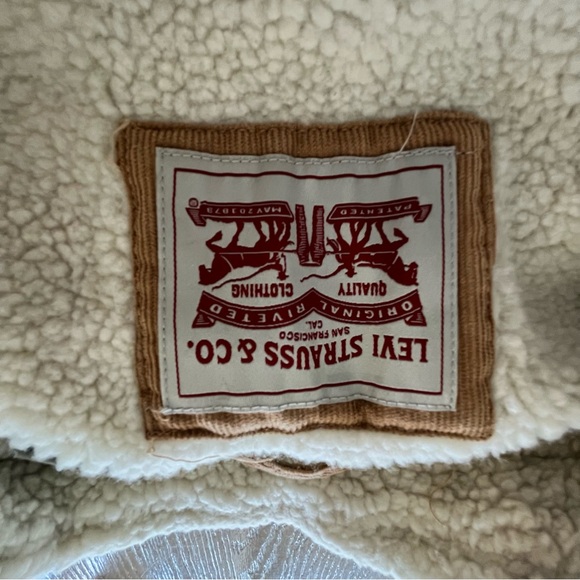 LEVI STRAUSS & CO.
SAN FRANCISCO
CAL.
ORIGINAL RIVETED
QUALITY CLOTHING
PATENTED MAY 20 1873